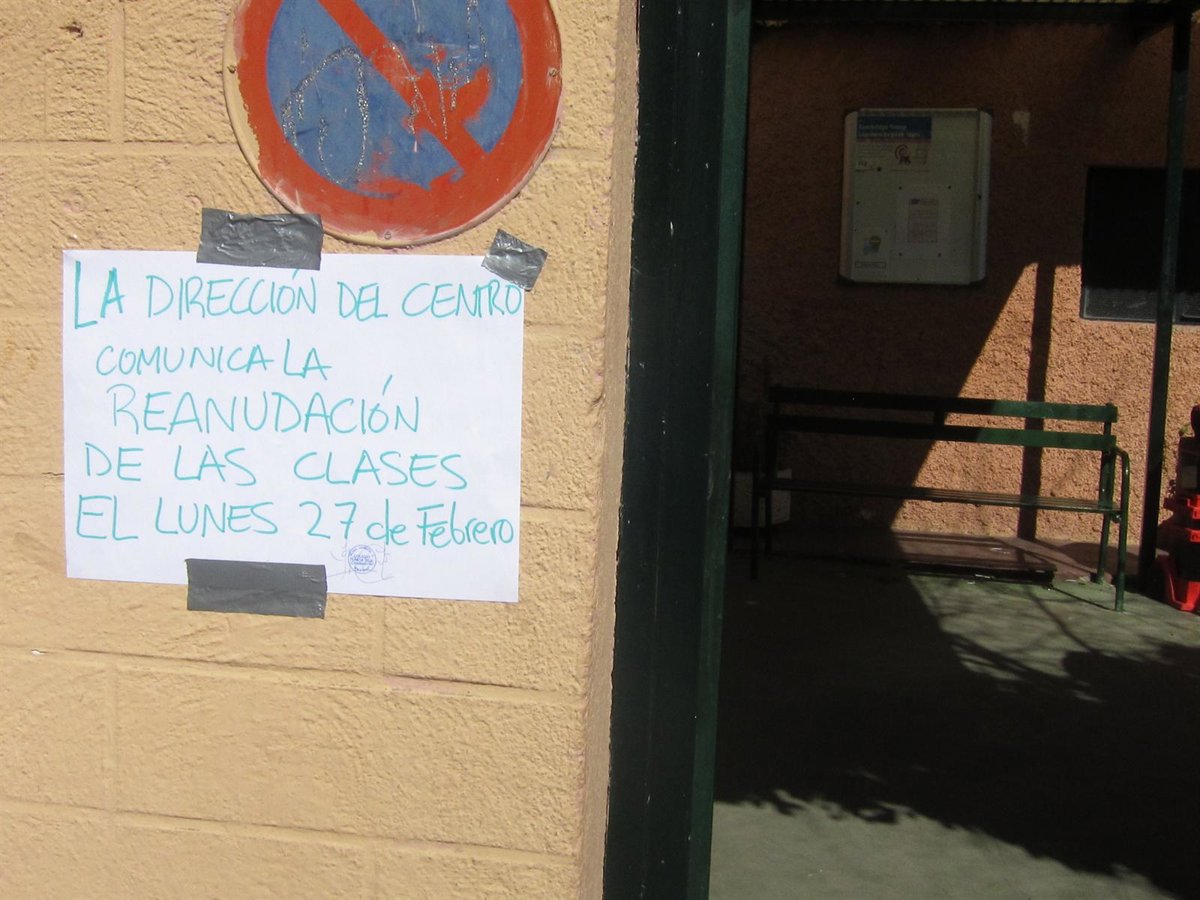 LA DIRECCIÓN DEL CENTRO
COMUNICA LA
REANUDACIÓN
DE LAS CLASES
EL LUNES 27 de Febrero